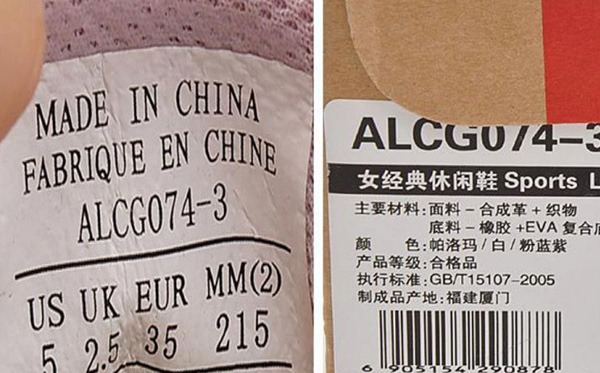 MADE IN CHINA
FABRIQUE EN CHINE
ALCG074-3
US UK EUR MM(2)
5 2.5 35 215
ALCG074-3
女经典休闲鞋 Sports L
主要材料: 面料-合成革+织物
底料-橡胶+EVA 复合底
颜 色: 帕洛玛/白/粉蓝紫
产品等级: 合格品
执行标准: GB/T15107-2005
制成品产地: 福建厦门
6 905154 290878